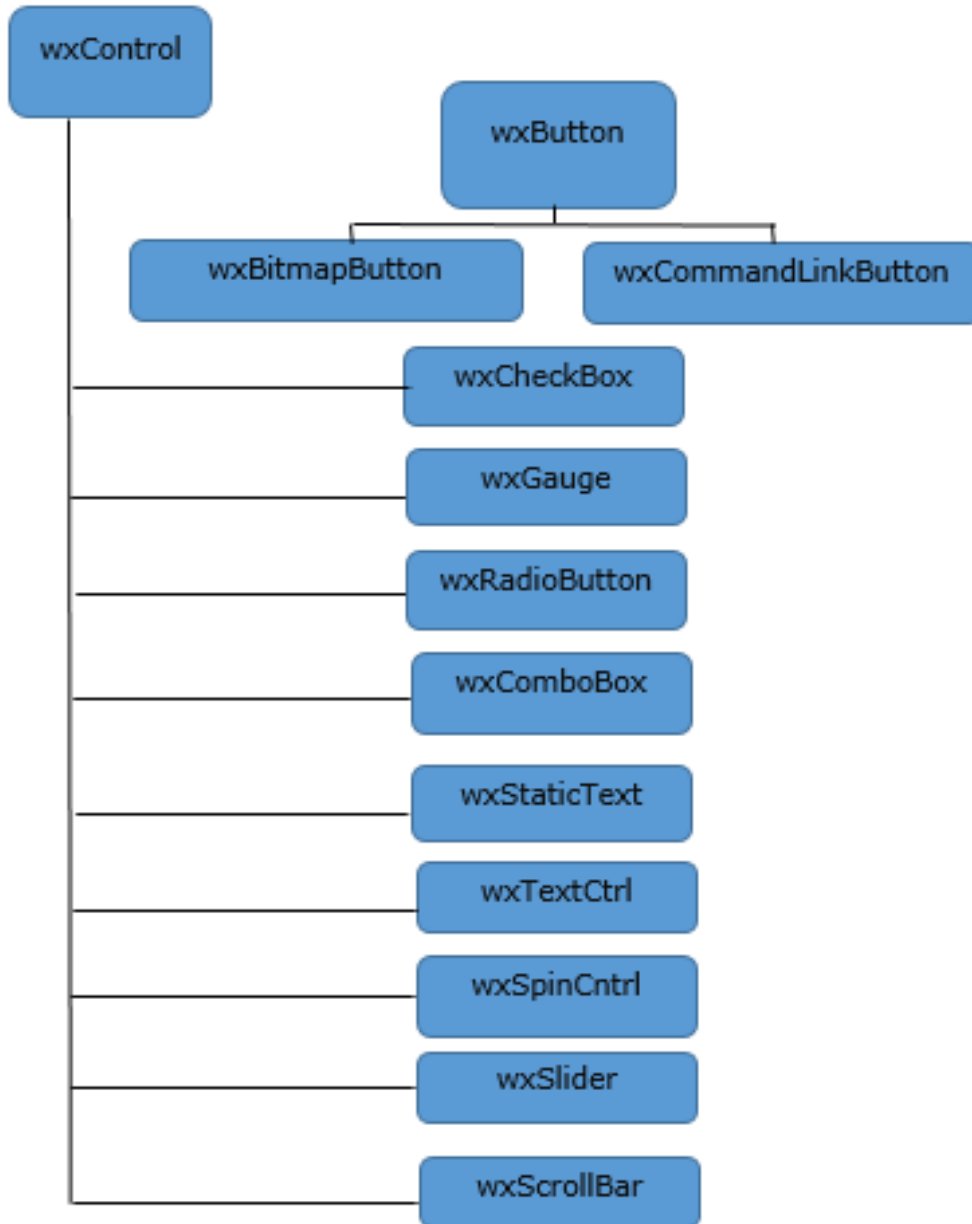 wxControl
wxButton
wxBitmapButton
wxCommandLinkButton
wxCheckBox
wxGauge
wxRadioButton
wxComboBox
wxStaticText
wxTextCtrl
wxSpinCntrl
wxSlider
wxScrollBar